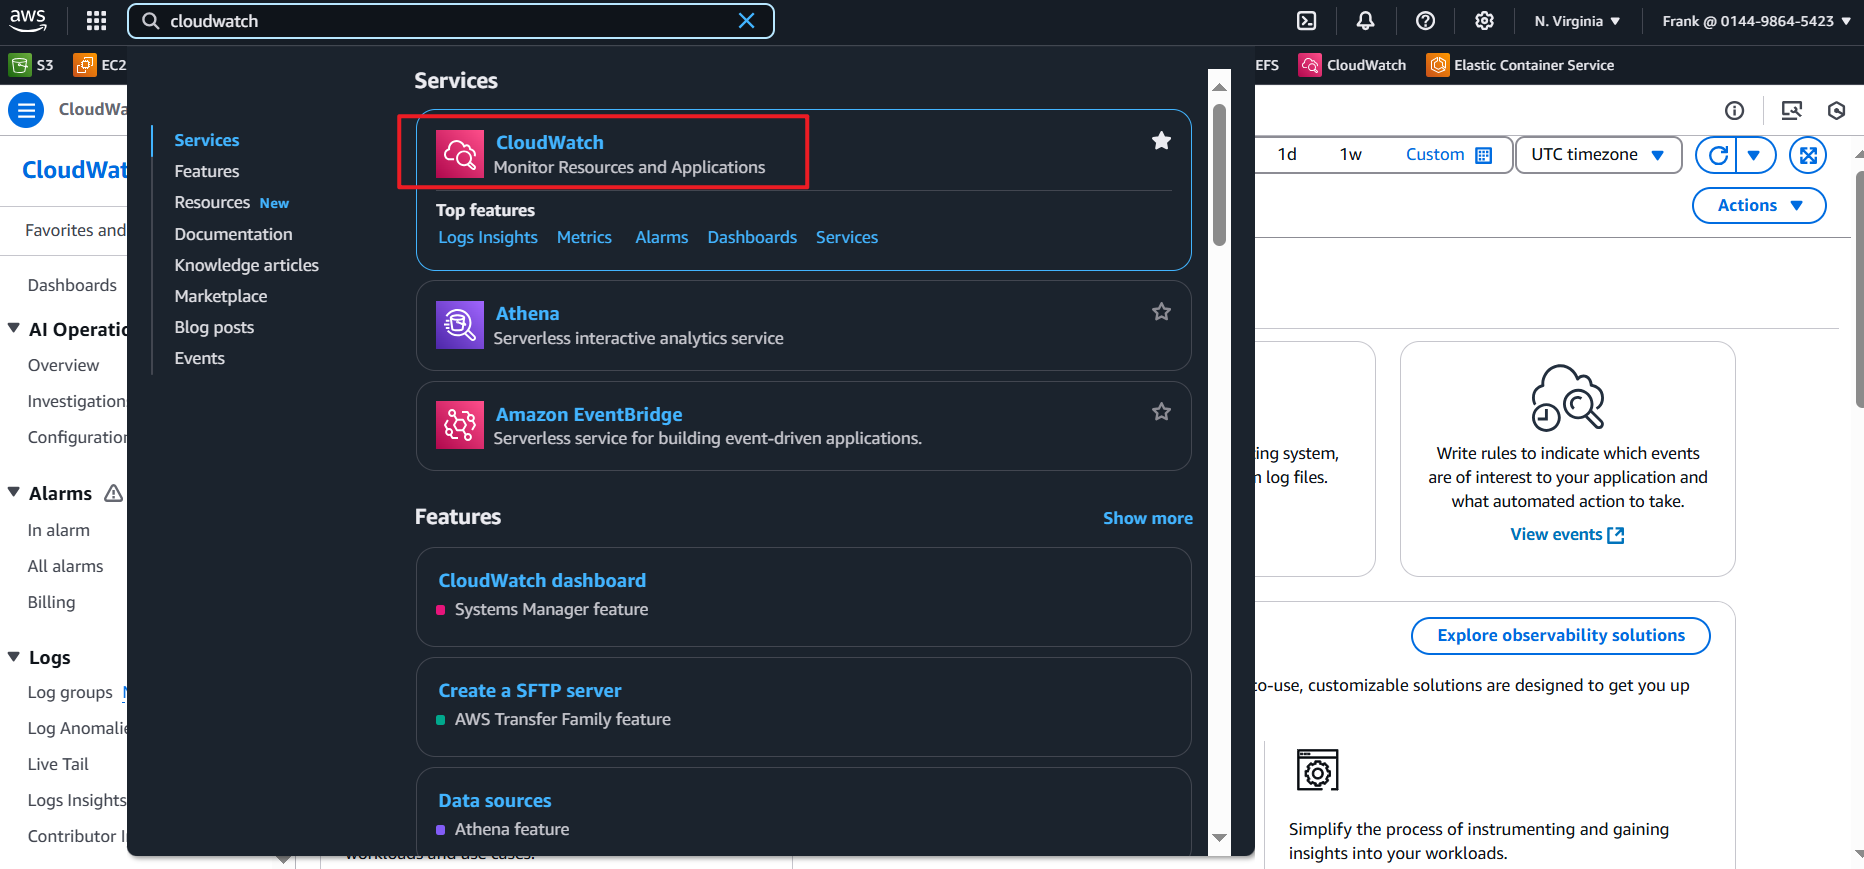 aws
cloudwatch
N. Virginia
Frank @ 0144-9864-5423
S3
EC2
EFS
CloudWatch
Elastic Container Service
CloudWa
CloudWat
Favorites and
Dashboards
AI Operatio
Overview
Investigations
Configuration
Alarms
In alarm
All alarms
Billing
Logs
Log groups
Log Anomalie
Live Tail
Logs Insights
Contributor I
Services
Features
Resources New
Documentation
Knowledge articles
Marketplace
Blog posts
Events
Services
CloudWatch
Monitor Resources and Applications
Top features
Logs Insights Metrics Alarms Dashboards Services
Athena
Serverless interactive analytics service
Amazon EventBridge
Serverless service for building event-driven applications.
Features
Show more
CloudWatch dashboard
Systems Manager feature
Create a SFTP server
AWS Transfer Family feature
Data sources
Athena feature
workloads and use cases.
1d 1w Custom
UTC timezone
Actions
ing system,
log files.
Write rules to indicate which events
are of interest to your application and
what automated action to take.
View events
Explore observability solutions
o-use, customizable solutions are designed to get you up
Simplify the process of instrumenting and gaining
insights into your workloads.